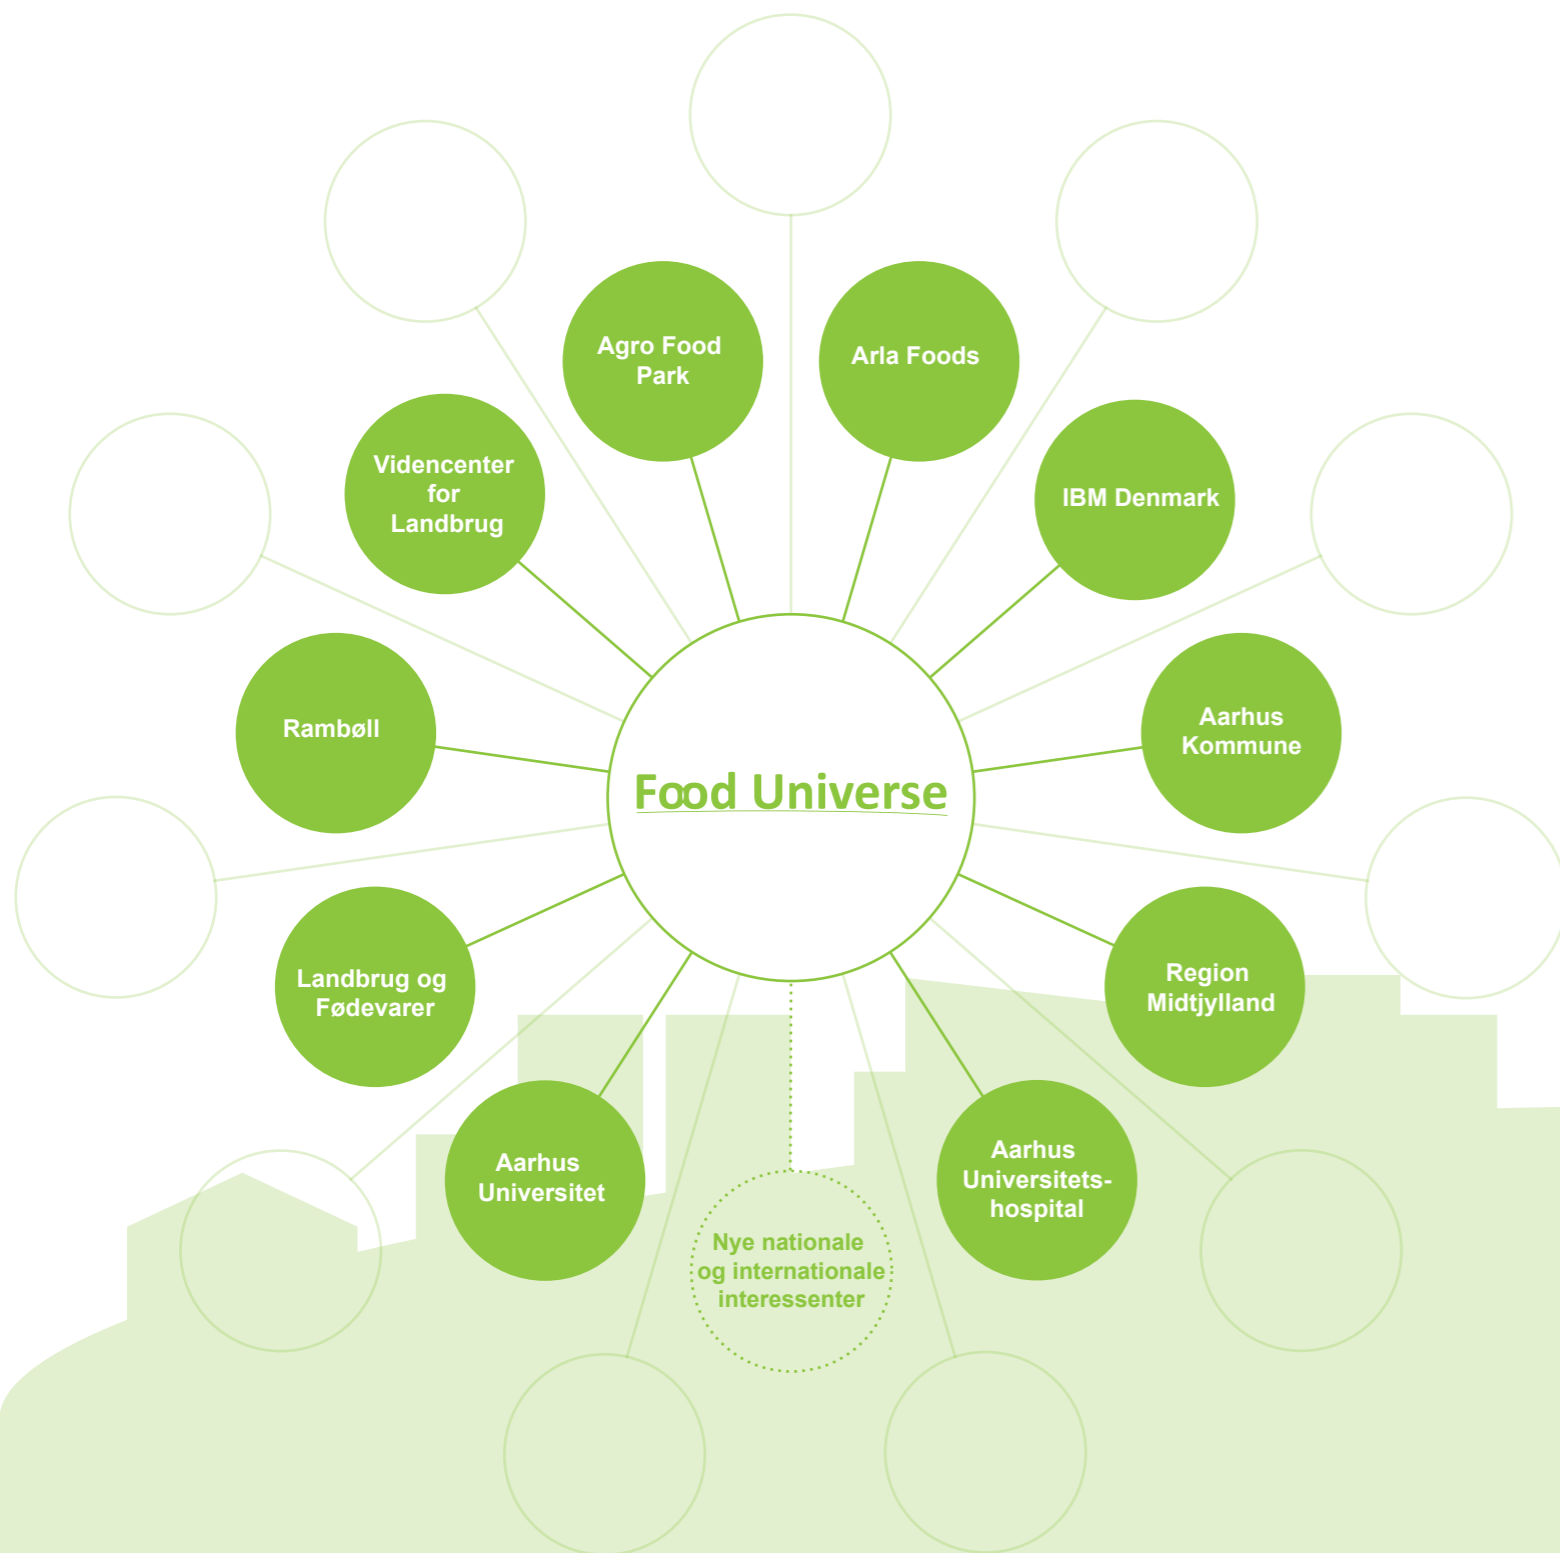 Agro Food
Park
Arla Foods
Videncenter
for
Landbrug
IBM Denmark
Rambøll
Aarhus
Kommune
Food Universe
Landbrug og
Fødevarer
Region
Midtjylland
Aarhus
Universitet
Aarhus
Universitets-
hospital
Nye nationale
og internationale
interessenter